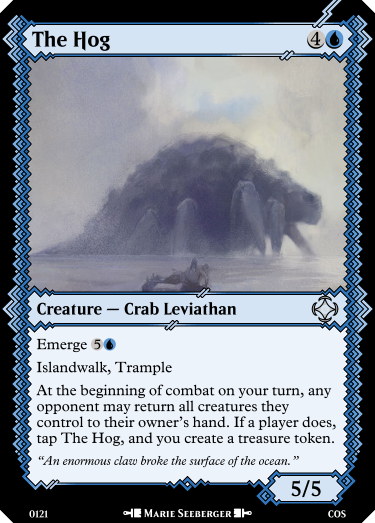 The Hog 4
Creature — Crab Leviathan
Emerge 5
Islandwalk, Trample
At the beginning of combat on your turn, any
opponent may return all creatures they
control to their owner's hand. If a player does,
tap The Hog, and you create a treasure token.
“An enormous claw broke the surface of the ocean.”
5/5
0121 Marie Seeberger COS